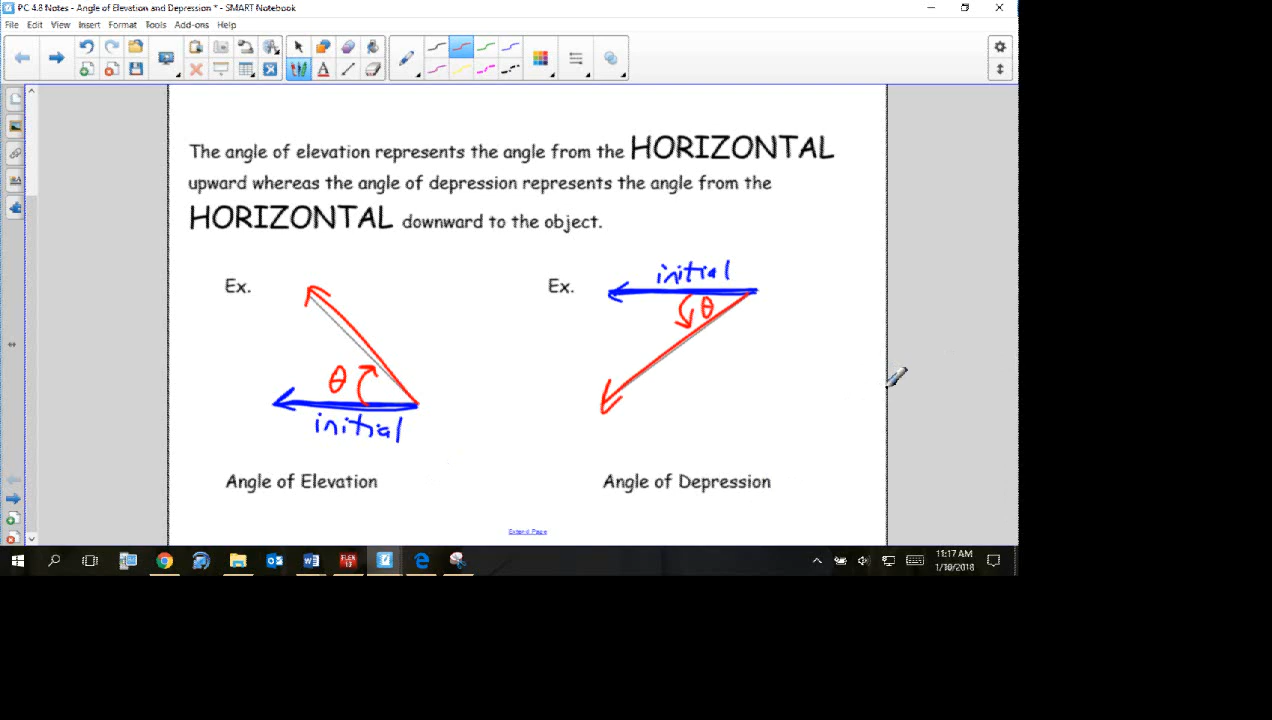 PC 4.8 Notes - Angle of Elevation and Depression * - SMART Notebook
File Edit View Insert Format Tools Add-ons Help
The angle of elevation represents the angle from the HORIZONTAL
upward whereas the angle of depression represents the angle from the
HORIZONTAL downward to the object.
Ex.
θ
initial
Angle of Elevation
Ex.
initial
θ
Angle of Depression
Extend Page
11:17 AM
1/10/2018